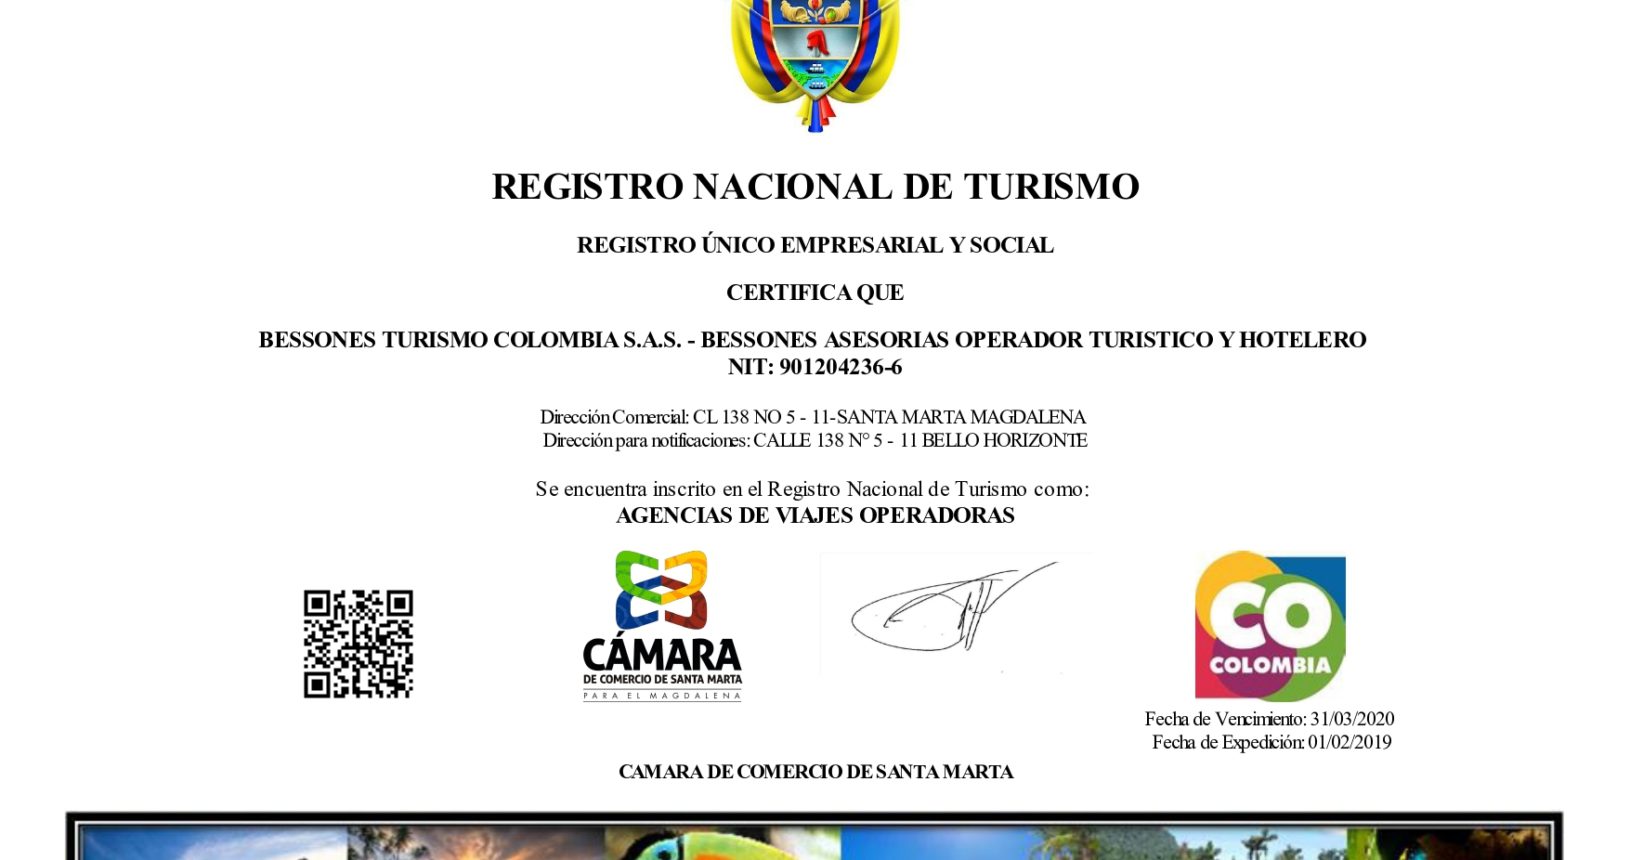 REGISTRO NACIONAL DE TURISMO
REGISTRO ÚNICO EMPRESARIAL Y SOCIAL
CERTIFICA QUE
BESSONES TURISMO COLOMBIA S.A.S. - BESSONES ASESORIAS OPERADOR TURISTICO Y HOTELERO
NIT: 901204236-6
Dirección Comercial: CL 138 NO 5 - 11-SANTA MARTA MAGDALENA
Dirección para notificaciones: CALLE 138 N° 5 - 11 BELLO HORIZONTE
Se encuentra inscrito en el Registro Nacional de Turismo como:
AGENCIAS DE VIAJES OPERADORAS
CÁMARA
DE COMERCIO DE SANTA MARTA
PARA EL MAGDALENA
CO
COLOMBIA
Fecha de Vencimiento: 31/03/2020
Fecha de Expedición: 01/02/2019
CAMARA DE COMERCIO DE SANTA MARTA